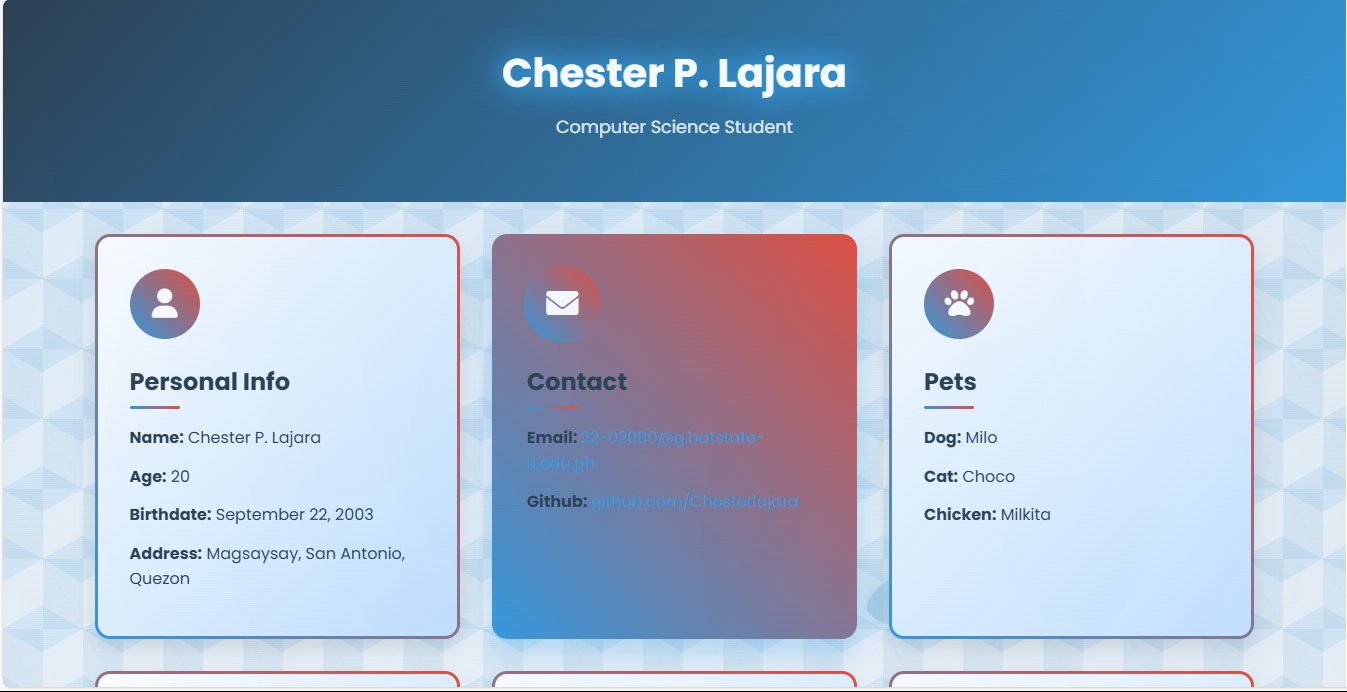 Chester P. Lajara
Computer Science Student
Personal Info
Name: Chester P. Lajara
Age: 20
Birthdate: September 22, 2003
Address: Magsaysay, San Antonio,
Quezon
Contact
Email: 22-02080@g.batstate-
u.edu.ph
Github: github.com/Chesterlajara
Pets
Dog: Milo
Cat: Choco
Chicken: Milkita